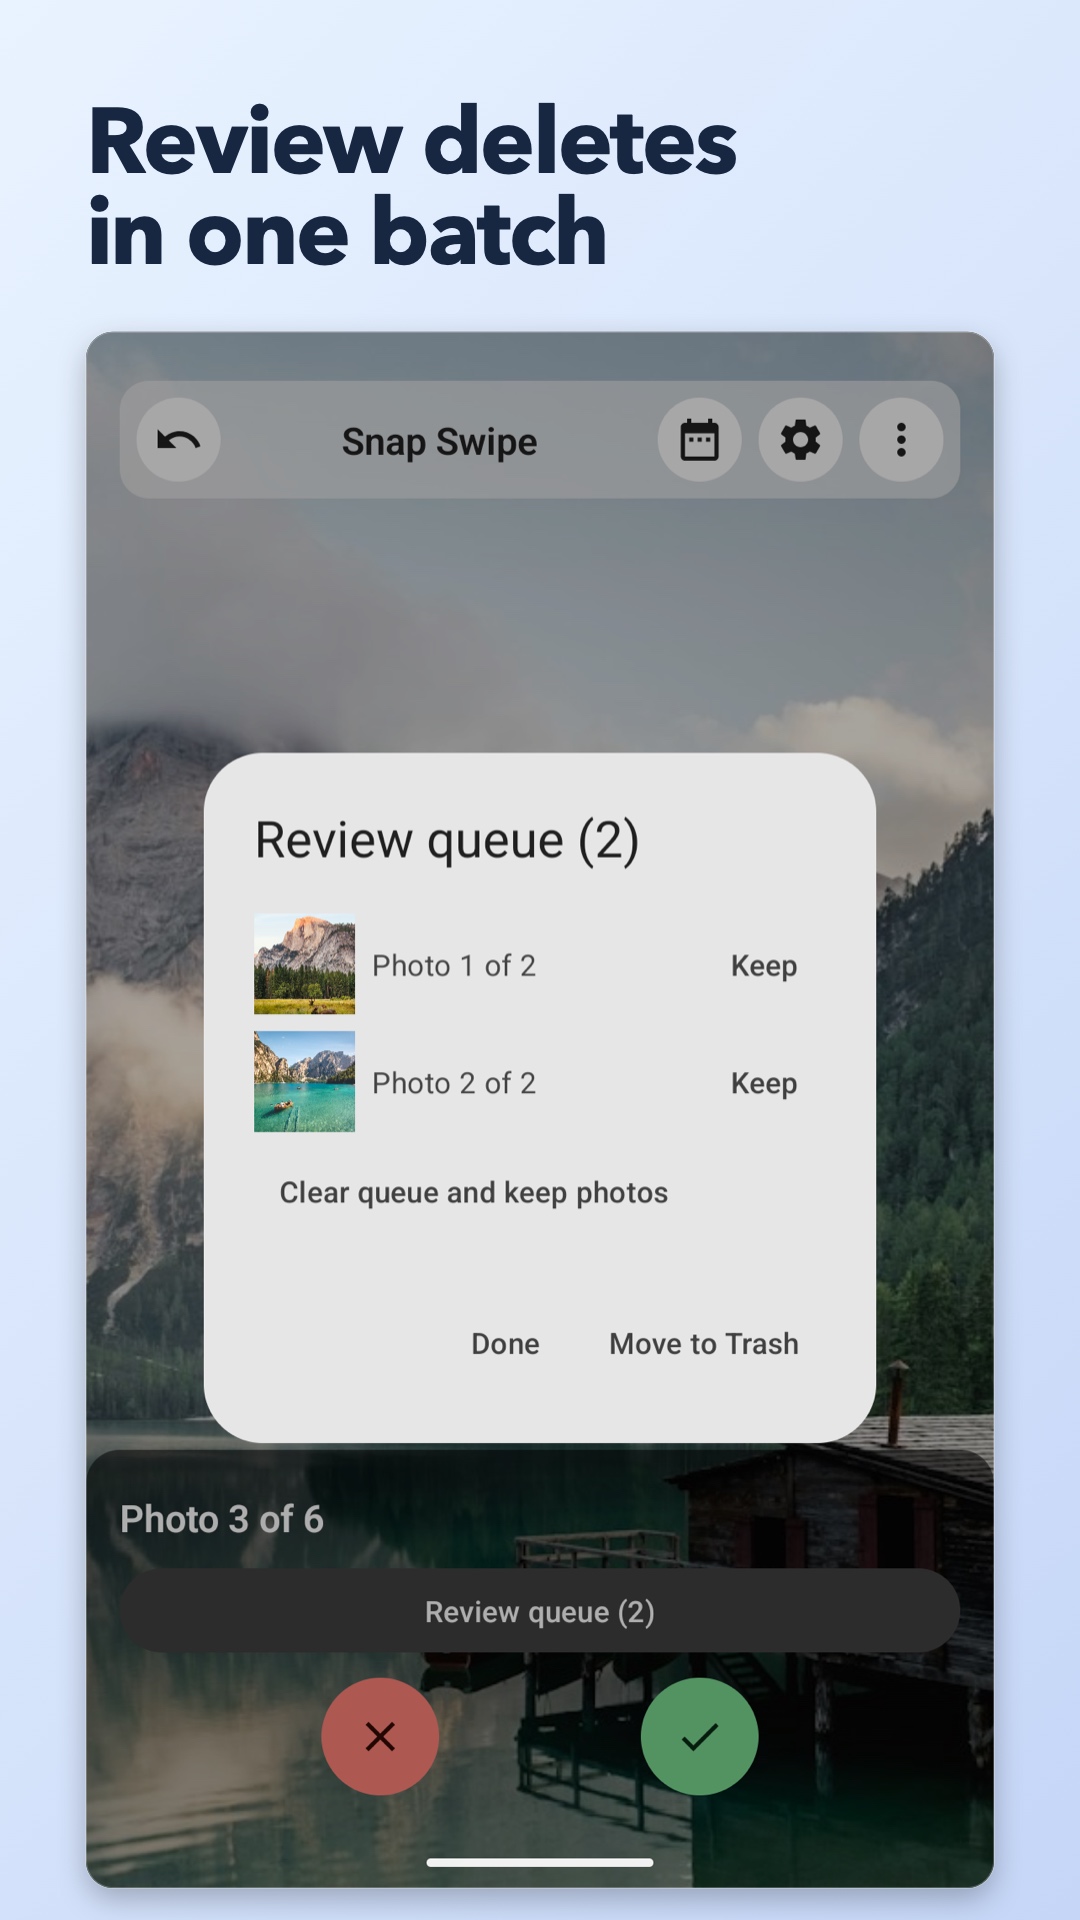 Review deletes
in one batch
Snap Swipe
Review queue (2)
Photo 1 of 2
Keep
Photo 2 of 2
Keep
Clear queue and keep photos
Done
Move to Trash
Photo 3 of 6
Review queue (2)